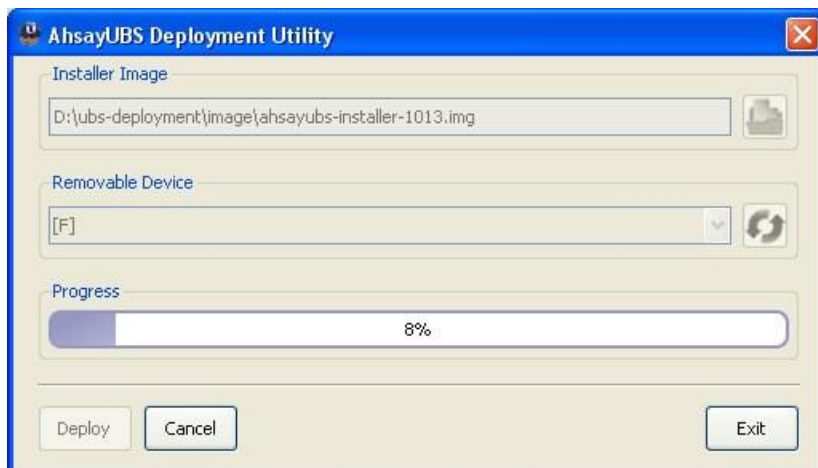 AhsayUBS Deployment Utility
Installer Image
D:\ubs-deployment\image\ahsayubs-installer-1013.img
Removable Device
[F]
Progress
8%
Deploy Cancel Exit